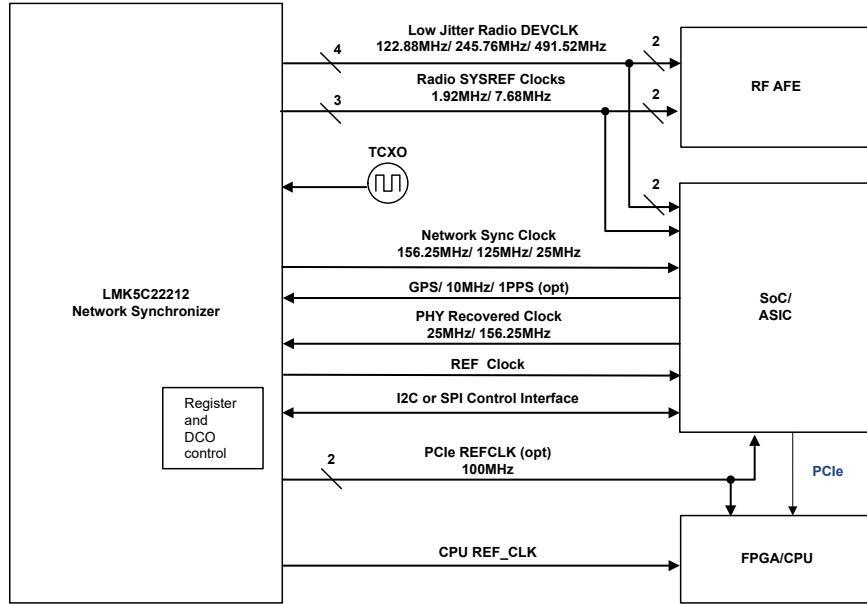 Low Jitter Radio DEVCLK
4
122.88MHz/ 245.76MHz/ 491.52MHz
2
RF AFE
Radio SYSREF Clocks
3
1.92MHz/ 7.68MHz
2
TCXO
2
Network Sync Clock
156.25MHz/ 125MHz/ 25MHz
LMK5C22212
Network Synchronizer
GPS/ 10MHz/ 1PPS (opt)
SoC/
ASIC
PHY Recovered Clock
25MHz/ 156.25MHz
REF Clock
Register
and
DCO
control
I2C or SPI Control Interface
2
PCIe REFCLK (opt)
100MHz
PCIe
CPU REF_CLK
FPGA/CPU